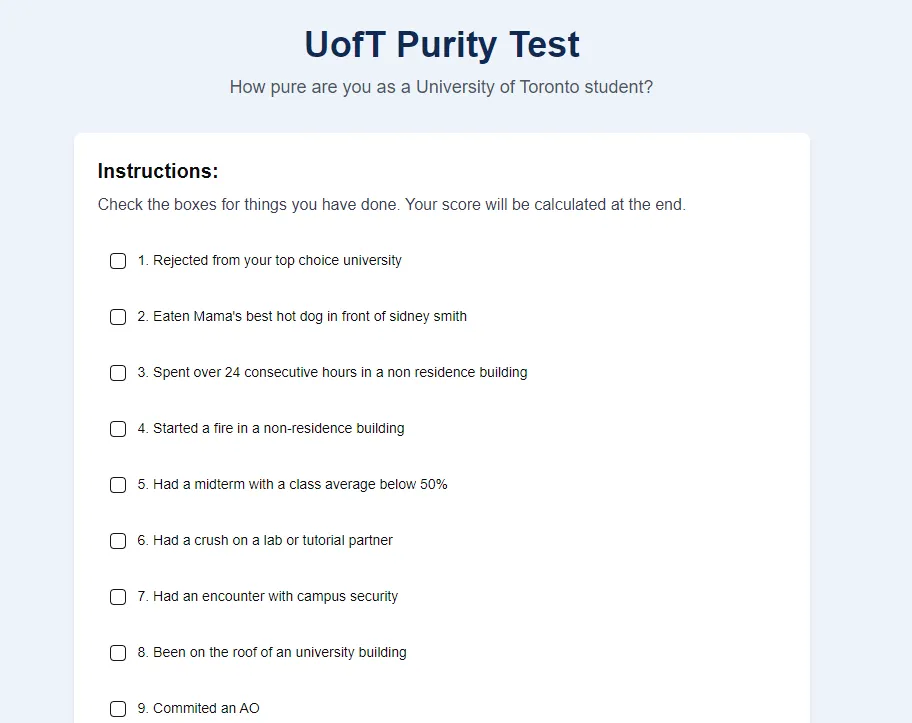 UofT Purity Test
How pure are you as a University of Toronto student?
Instructions:
Check the boxes for things you have done. Your score will be calculated at the end.
1. Rejected from your top choice university
2. Eaten Mama's best hot dog in front of sidney smith
3. Spent over 24 consecutive hours in a non residence building
4. Started a fire in a non-residence building
5. Had a midterm with a class average below 50%
6. Had a crush on a lab or tutorial partner
7. Had an encounter with campus security
8. Been on the roof of an university building
9. Commited an AO